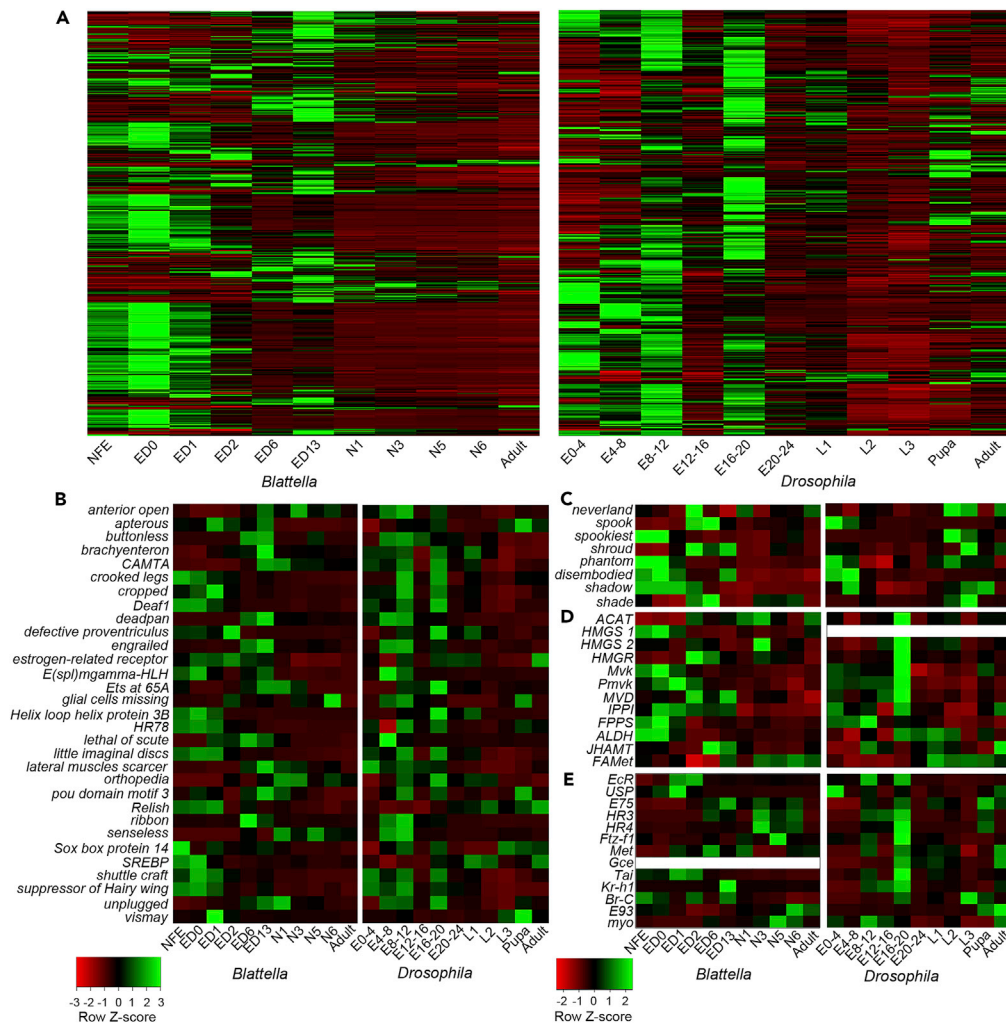 A
NFE ED0 ED1 ED2 ED6 ED13 N1 N3 N5 N6 Adult
Blattella
E0-4 E4-8 E8-12 E12-16 E16-20 E20-24 L1 L2 L3 Pupa Adult
Drosophila
B
anterior open
apterous
buttonless
brachyenteron
CAMTA
crooked legs
cropped
Deaf1
deadpan
defective proventriculus
engrailed
estrogen-related receptor
E(spl)mgamma-HLH
Ets at 65A
glial cells missing
Helix loop helix protein 3B
HR78
lethal of scute
little imaginal discs
lateral muscles scarcer
orthopedia
pou domain motif 3
Relish
ribbon
senseless
Sox box protein 14
SREBP
shuttle craft
suppressor of Hairy wing
unplugged
vismay
NFE ED0 ED1 ED2 ED6 ED13 N1 N3 N5 N6 Adult
Blattella
E0-4 E4-8 E8-12 E12-16 E16-20 E20-24 L1 L2 L3 Pupa Adult
Drosophila
-3 -2 -1 0 1 2 3
Row Z-score
C
neverland
spook
spookiest
shroud
phantom
disembodied
shadow
shade
D
ACAT
HMGS 1
HMGS 2
HMGR
Mvk
Pmvk
MVD
IPPI
FPPS
ALDH
JHAMT
FAMet
E
EcR
USP
E75
HR3
HR4
Ftz-f1
Met
Gce
Tai
Kr-h1
Br-C
E93
myo
NFE ED0 ED1 ED2 ED6 ED13 N1 N3 N5 N6 Adult
Blattella
E0-4 E4-8 E8-12 E12-16 E16-20 E20-24 L1 L2 L3 Pupa Adult
Drosophila
-2 -1 0 1 2
Row Z-score